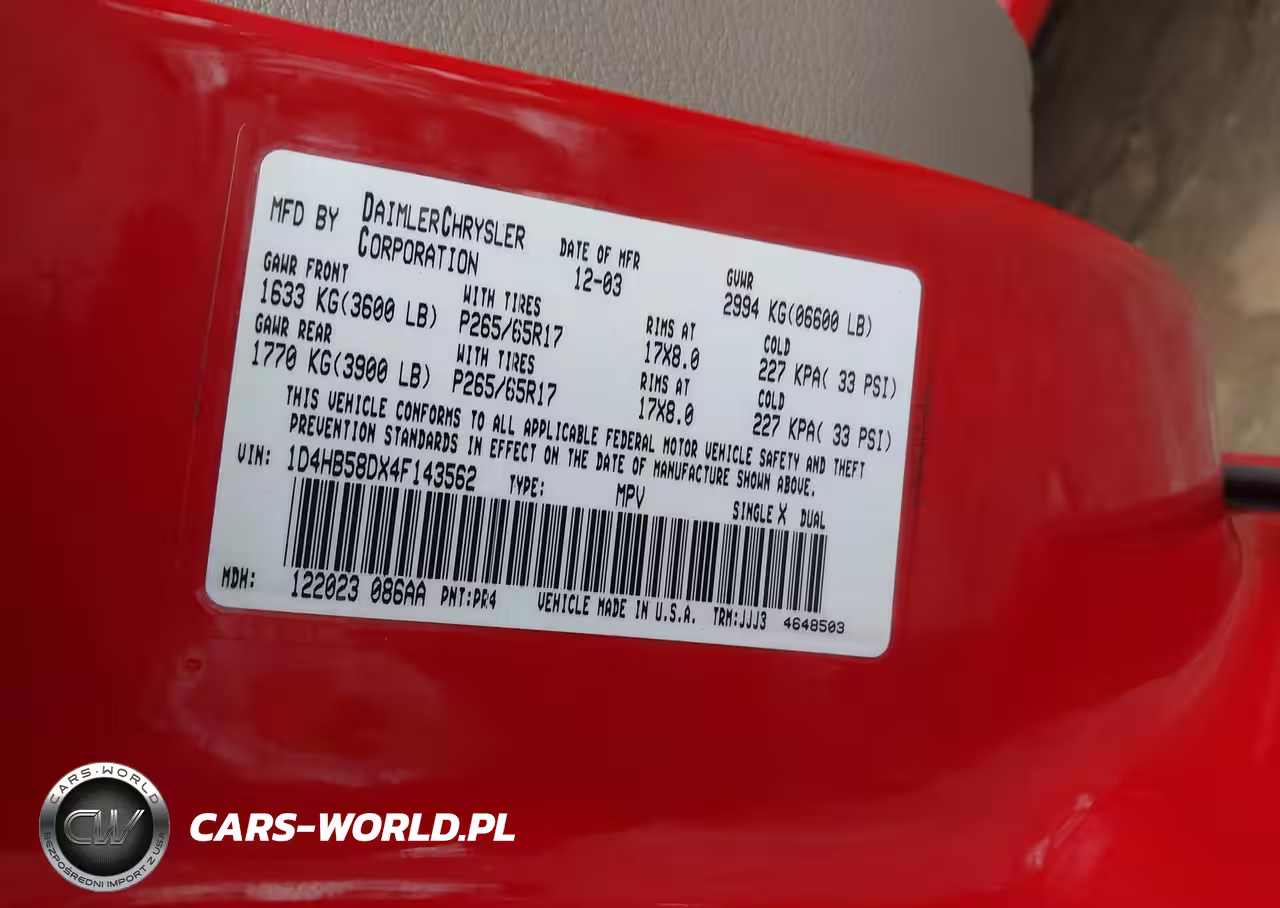 MFD BY DAIMLERCHRYSLER CORPORATION DATE OF MFR 12-03 GVWR 2994 KG(06600 LB)
GAWR FRONT 1633 KG(3600 LB) WITH TIRES P265/65R17 RIMS AT 17X8.0 COLD 227 KPA( 33 PSI)
GAWR REAR 1770 KG(3900 LB) WITH TIRES P265/65R17 RIMS AT 17X8.0 COLD 227 KPA( 33 PSI)
THIS VEHICLE CONFORMS TO ALL APPLICABLE FEDERAL MOTOR VEHICLE SAFETY AND THEFT
PREVENTION STANDARDS IN EFFECT ON THE DATE OF MANUFACTURE SHOWN ABOVE.
VIN: 1D4HB58DX4F143562 TYPE: MPV SINGLE X DUAL
MDH: 122023 086AA PNT:PR4 VEHICLE MADE IN U.S.A. TRM:JJJ3 4648503
CARS-WORLD
CW
BEZPOŚREDNI IMPORT Z USA
CARS-WORLD.PL